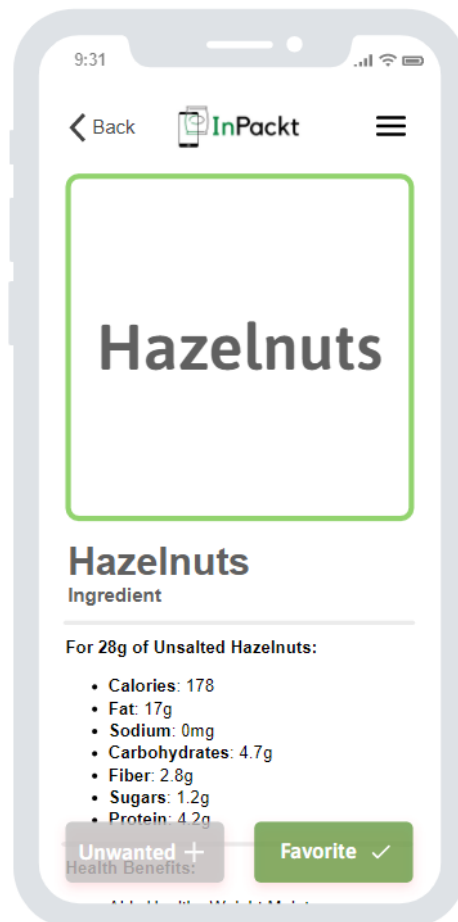 9:31
Back
InPackt
Hazelnuts
Hazelnuts
Ingredient
For 28g of Unsalted Hazelnuts:
• Calories: 178
• Fat: 17g
• Sodium: 0mg
• Carbohydrates: 4.7g
• Fiber: 2.8g
• Sugars: 1.2g
• Protein: 4.2g
Unwanted +
Favorite ✓
Health Benefits: